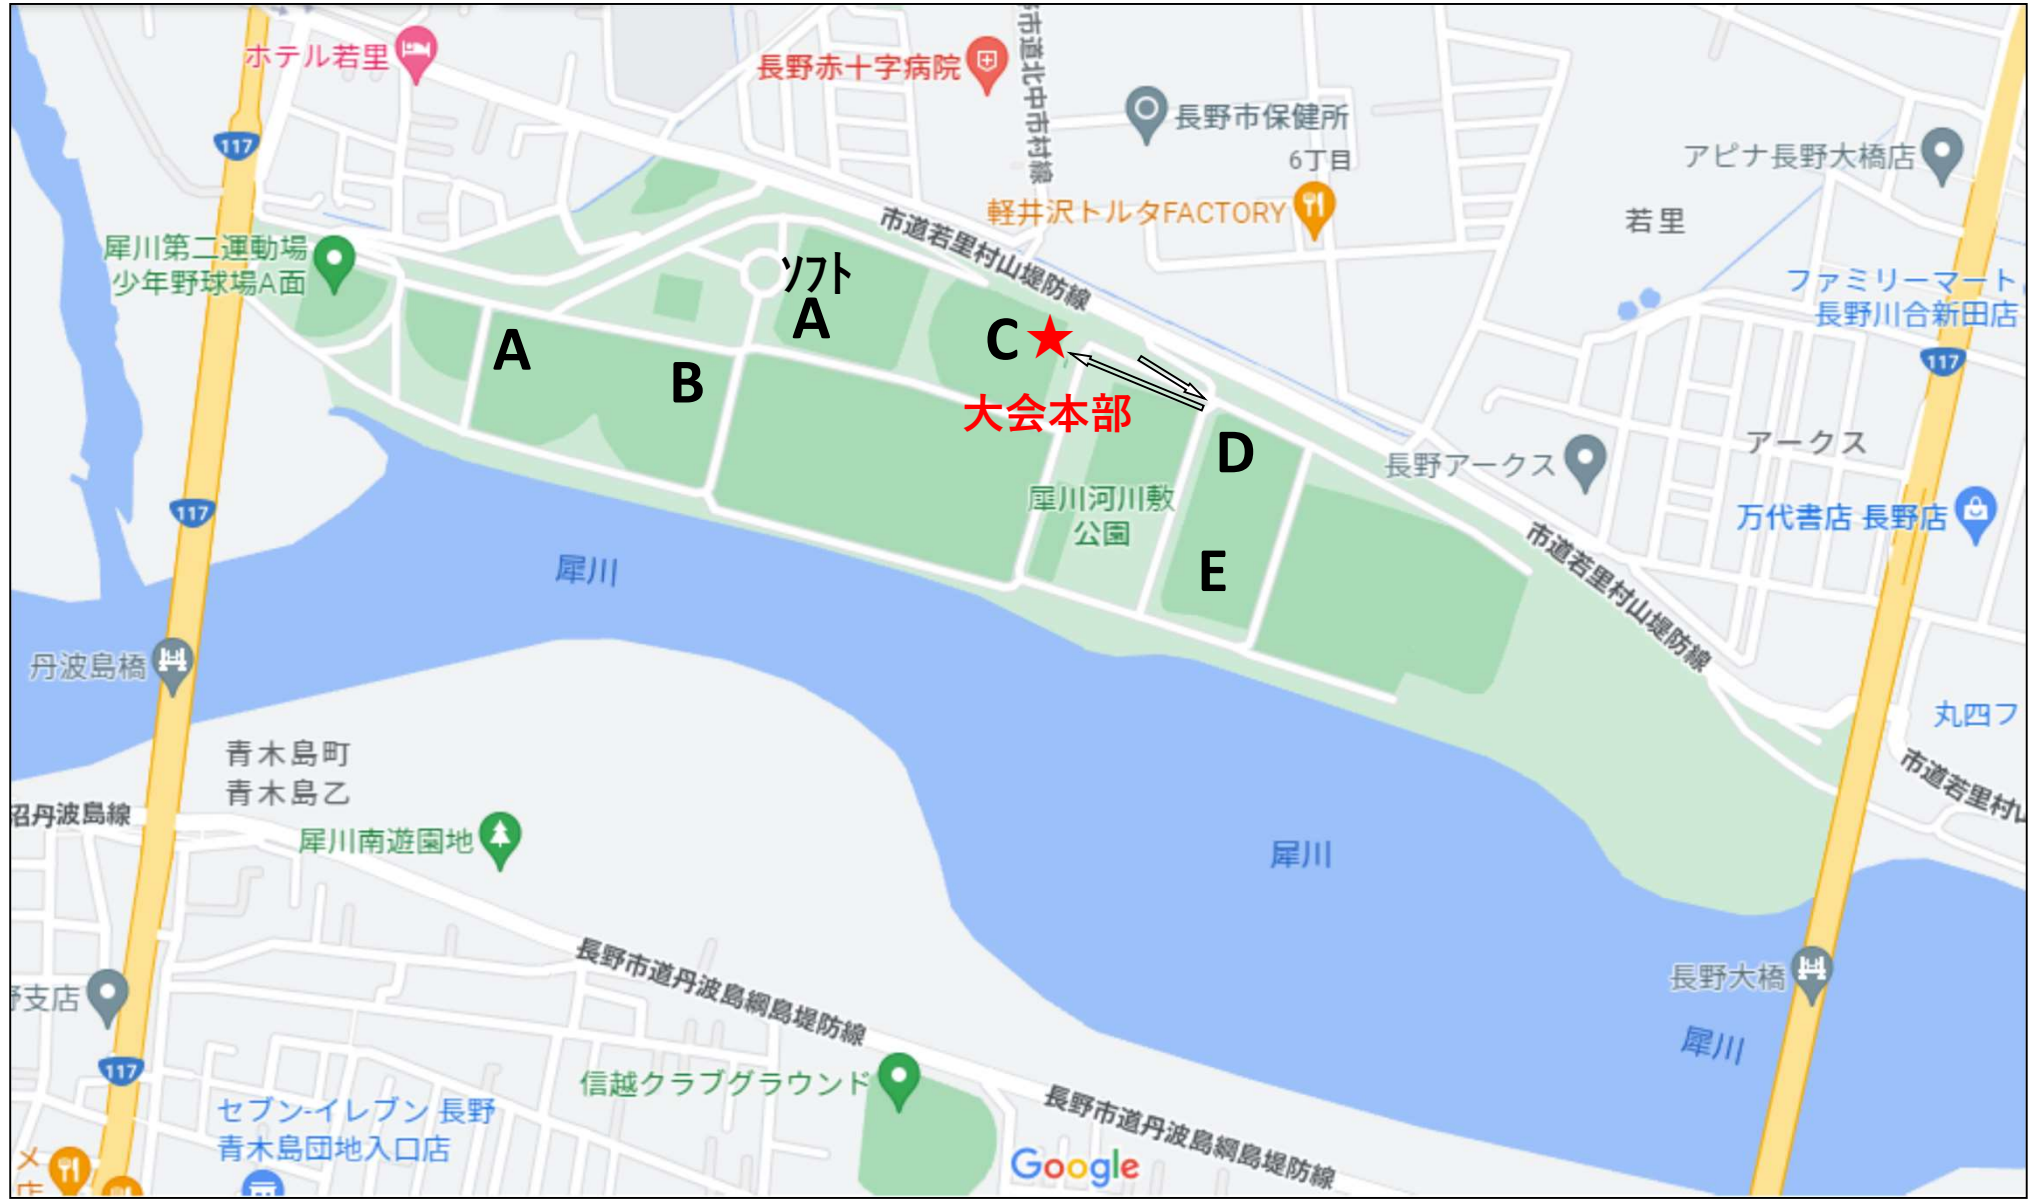 ホテル若里
長野赤十字病院
市道北中市村線
長野市保健所
6丁目
アピナ長野大橋店
117
軽井沢トルタFACTORY
若里
市道若里村山堤防線
犀川第二運動場
少年野球場A面
ソフト
A
ファミリーマート
長野川合新田店
117
A
B
C
★
大会本部
D
E
犀川河川敷
公園
長野アークス
アークス
万代書店 長野店
117
市道若里村山堤防線
犀川
丹波島橋
丸四フ
青木島町
青木島乙
市道若里村山
沼丹波島線
犀川南遊園地
犀川
長野市道丹波島綱島堤防線
長野大橋
野支店
犀川
117
信越クラブグラウンド
セブン-イレブン 長野
青木島団地入口店
長野市道丹波島綱島堤防線
Google
メ
店